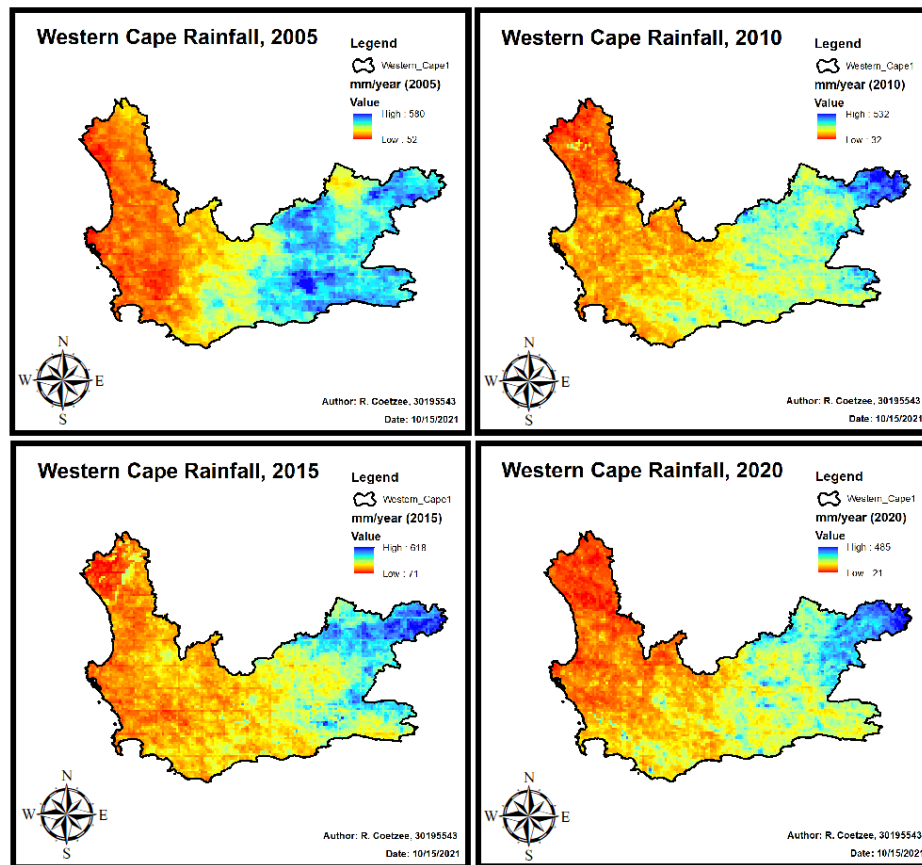 Western Cape Rainfall, 2005
Legend
Western_Cape1
mm/year (2005)
Value
High : 580
Low : 52
N
W E
S
Author: R. Coetzee, 30195543
Date: 10/15/2021
Western Cape Rainfall, 2010
Legend
Western_Cape1
mm/year (2010)
Value
High : 532
Low : 32
N
W E
S
Author: R. Coetzee, 30195543
Date: 10/15/2021
Western Cape Rainfall, 2015
Legend
Western_Cape1
mm/year (2015)
Value
High : 618
Low : 71
N
W E
S
Author: R. Coetzee, 30195543
Date: 10/15/2021
Western Cape Rainfall, 2020
Legend
Western_Cape1
mm/year (2020)
Value
High : 485
Low : 21
N
W E
S
Author: R. Coetzee, 30195543
Date: 10/15/2021